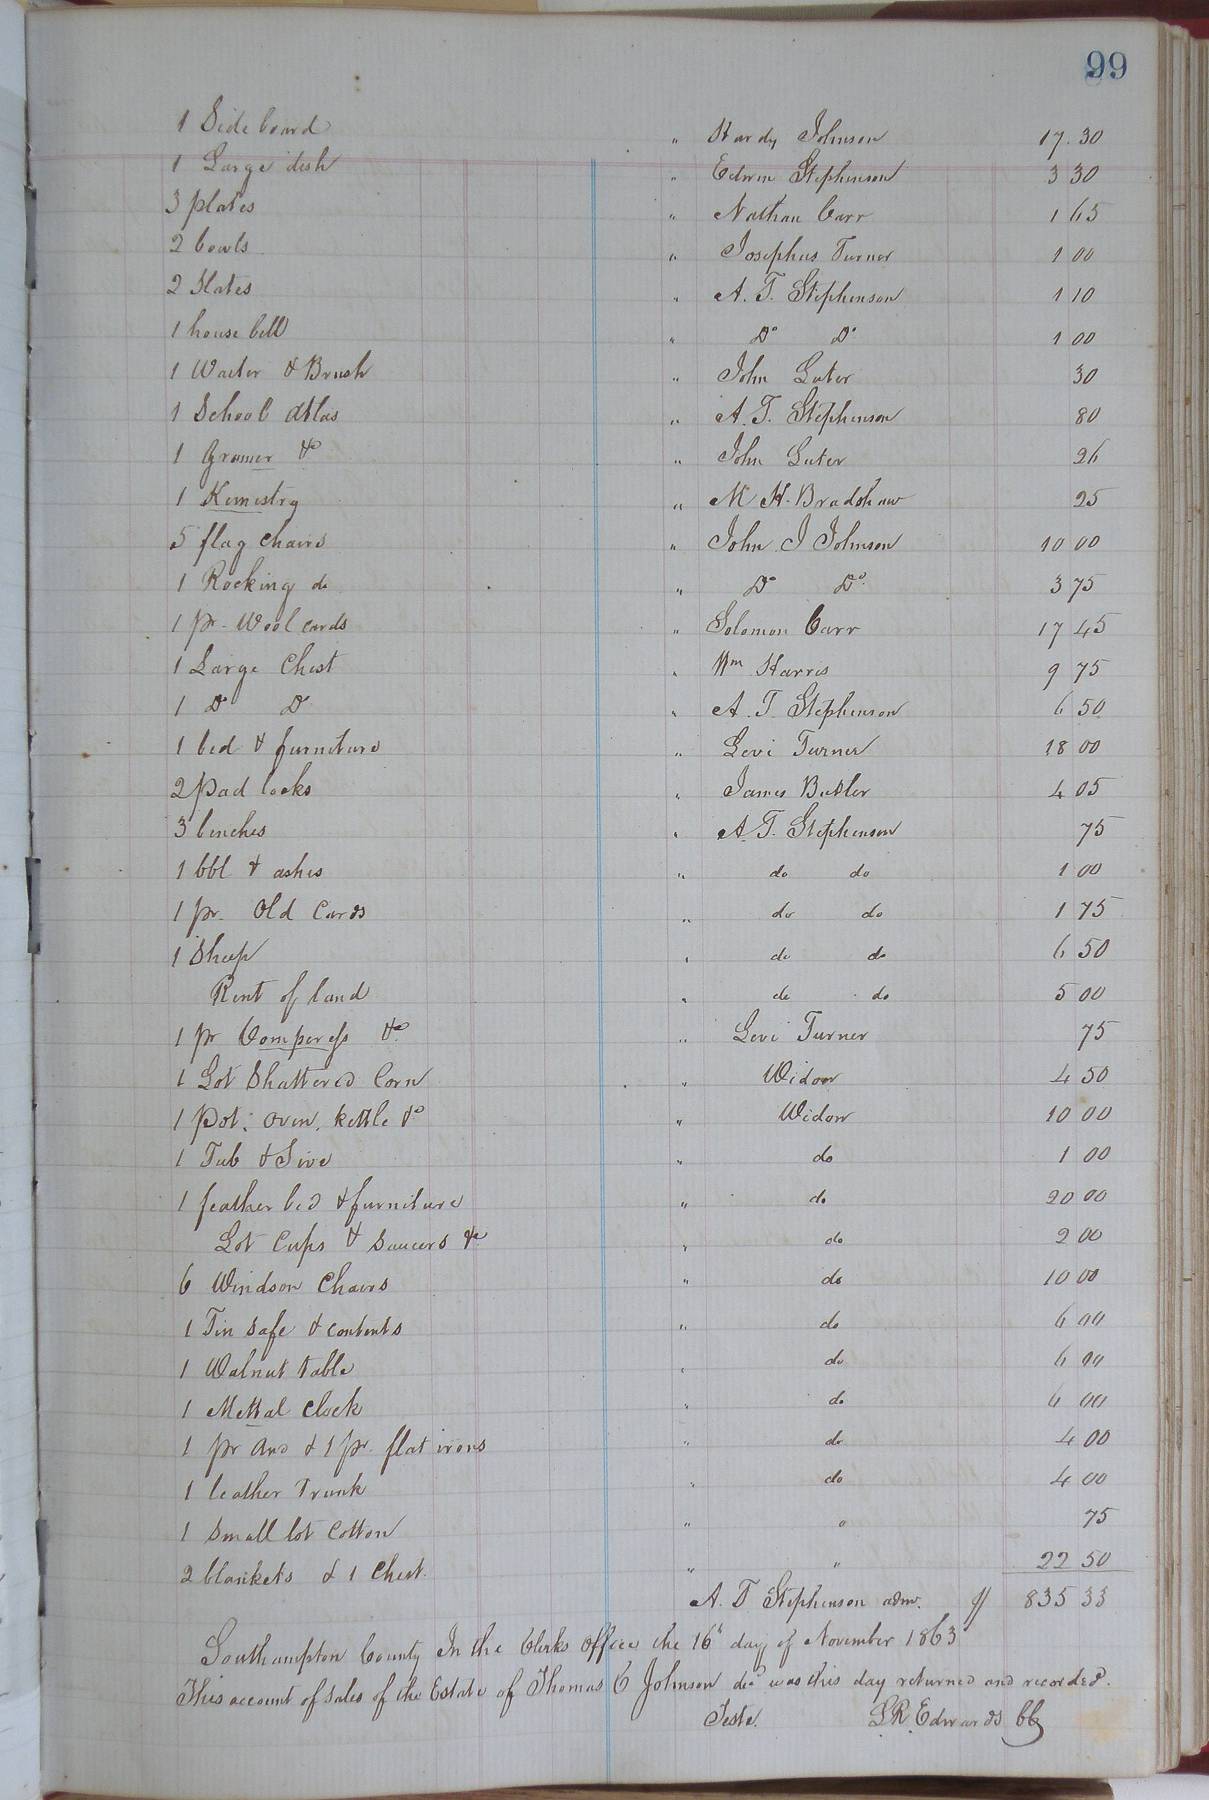 99
1 Side board " Hardy Johnson 17.30
1 Large dish " Edwin Stephenson 3 30
3 plates " Nathan Carr 1 65
2 bowls " Josephus Turner 1 00
2 Slates " A. T. Stephenson 1 10
1 house bell " Do Do 1 00
1 Waiter & Brush " John Luter 30
1 School Atlas " A. T. Stephenson 80
1 Gramer &c " John Luter 26
1 Kemistry " M H. Bradshaw 25
5 flag chairs " John J Johnson 10 00
1 Rocking do " Do Do 3 75
1 pr. Wool cards " Solomon Carr 17 45
1 Large Chest " Wm Harris 9 75
1 Do Do " A. T. Stephenson 6 50
1 bed & furniture " Levi Turner 18 00
2 Pad locks " James Butler 4 05
3 benches " A. T. Stephenson 75
1 bbl & ashes " do do 1 00
1 pr. Old Cards " do do 1 75
1 Sheep " do do 6 50
Rent of land " do do 5 00
1 pr Comperess &c " Levi Turner 75
1 Lot Shattered Corn " Widow 4 50
1 Pot, oven, kettle &c " Widow 10 00
1 Tub & Sive " do 1 00
1 feather bed & furniture " do 20 00
Lot Cups & Saucers &c " do 2 00
6 Windson Chairs " do 10 00
1 Tin Safe & contents " do 6 00
1 Walnut table " do 6 00
1 Mettal Clock " do 6 00
1 pr And & 1 pr. flat irons " do 4 00
1 leather Trunk " do 4 00
1 Small lot Cotton " " 75
2 blankets & 1 Chest. " " 22 50
A. T Stephenson adm. $ 835 33
Southampton County In the Clerks Office the 16th day of November 1863
This account of Sales of the Estate of Thomas C Johnson decd was this day returned and recorded.
Teste. L R. Edwards CC